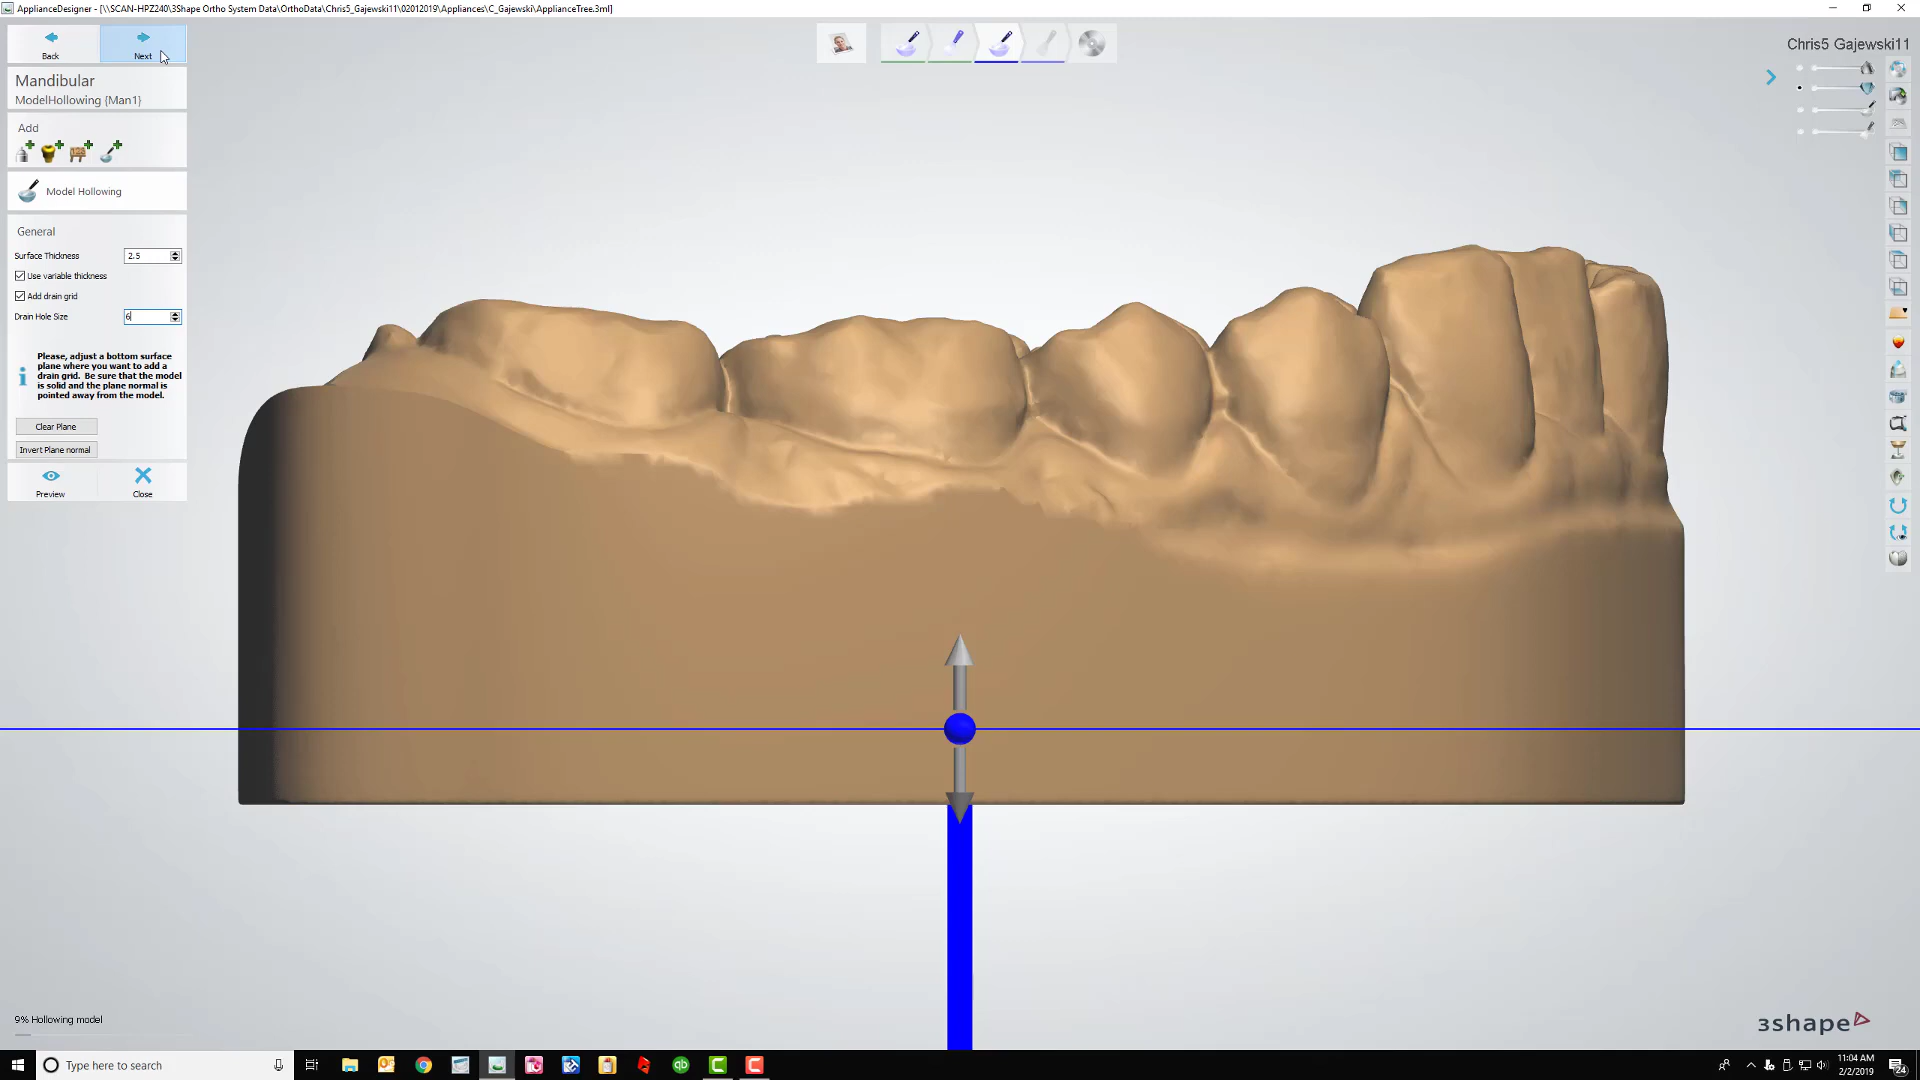 ApplianceDesigner - [\\SCAN-HPZ240\3Shape Ortho System Data\OrthoData\Chris5_Gajewski11\02012019\Appliances\C_Gajewski\ApplianceTree.3ml]
Back
Next
Chris5 Gajewski11
Mandibular
ModelHollowing {Man1}
Add
Model Hollowing
General
Surface Thickness 2.5
Use variable thickness
Add drain grid
Drain Hole Size 6
Please, adjust a bottom surface
plane where you want to add a
drain grid. Be sure that the model
is solid and the plane normal is
pointed away from the model.
Clear Plane
Invert Plane normal
Preview
Close
9% Hollowing model
3shape
Type here to search
qb
11:04 AM
2/2/2019
24